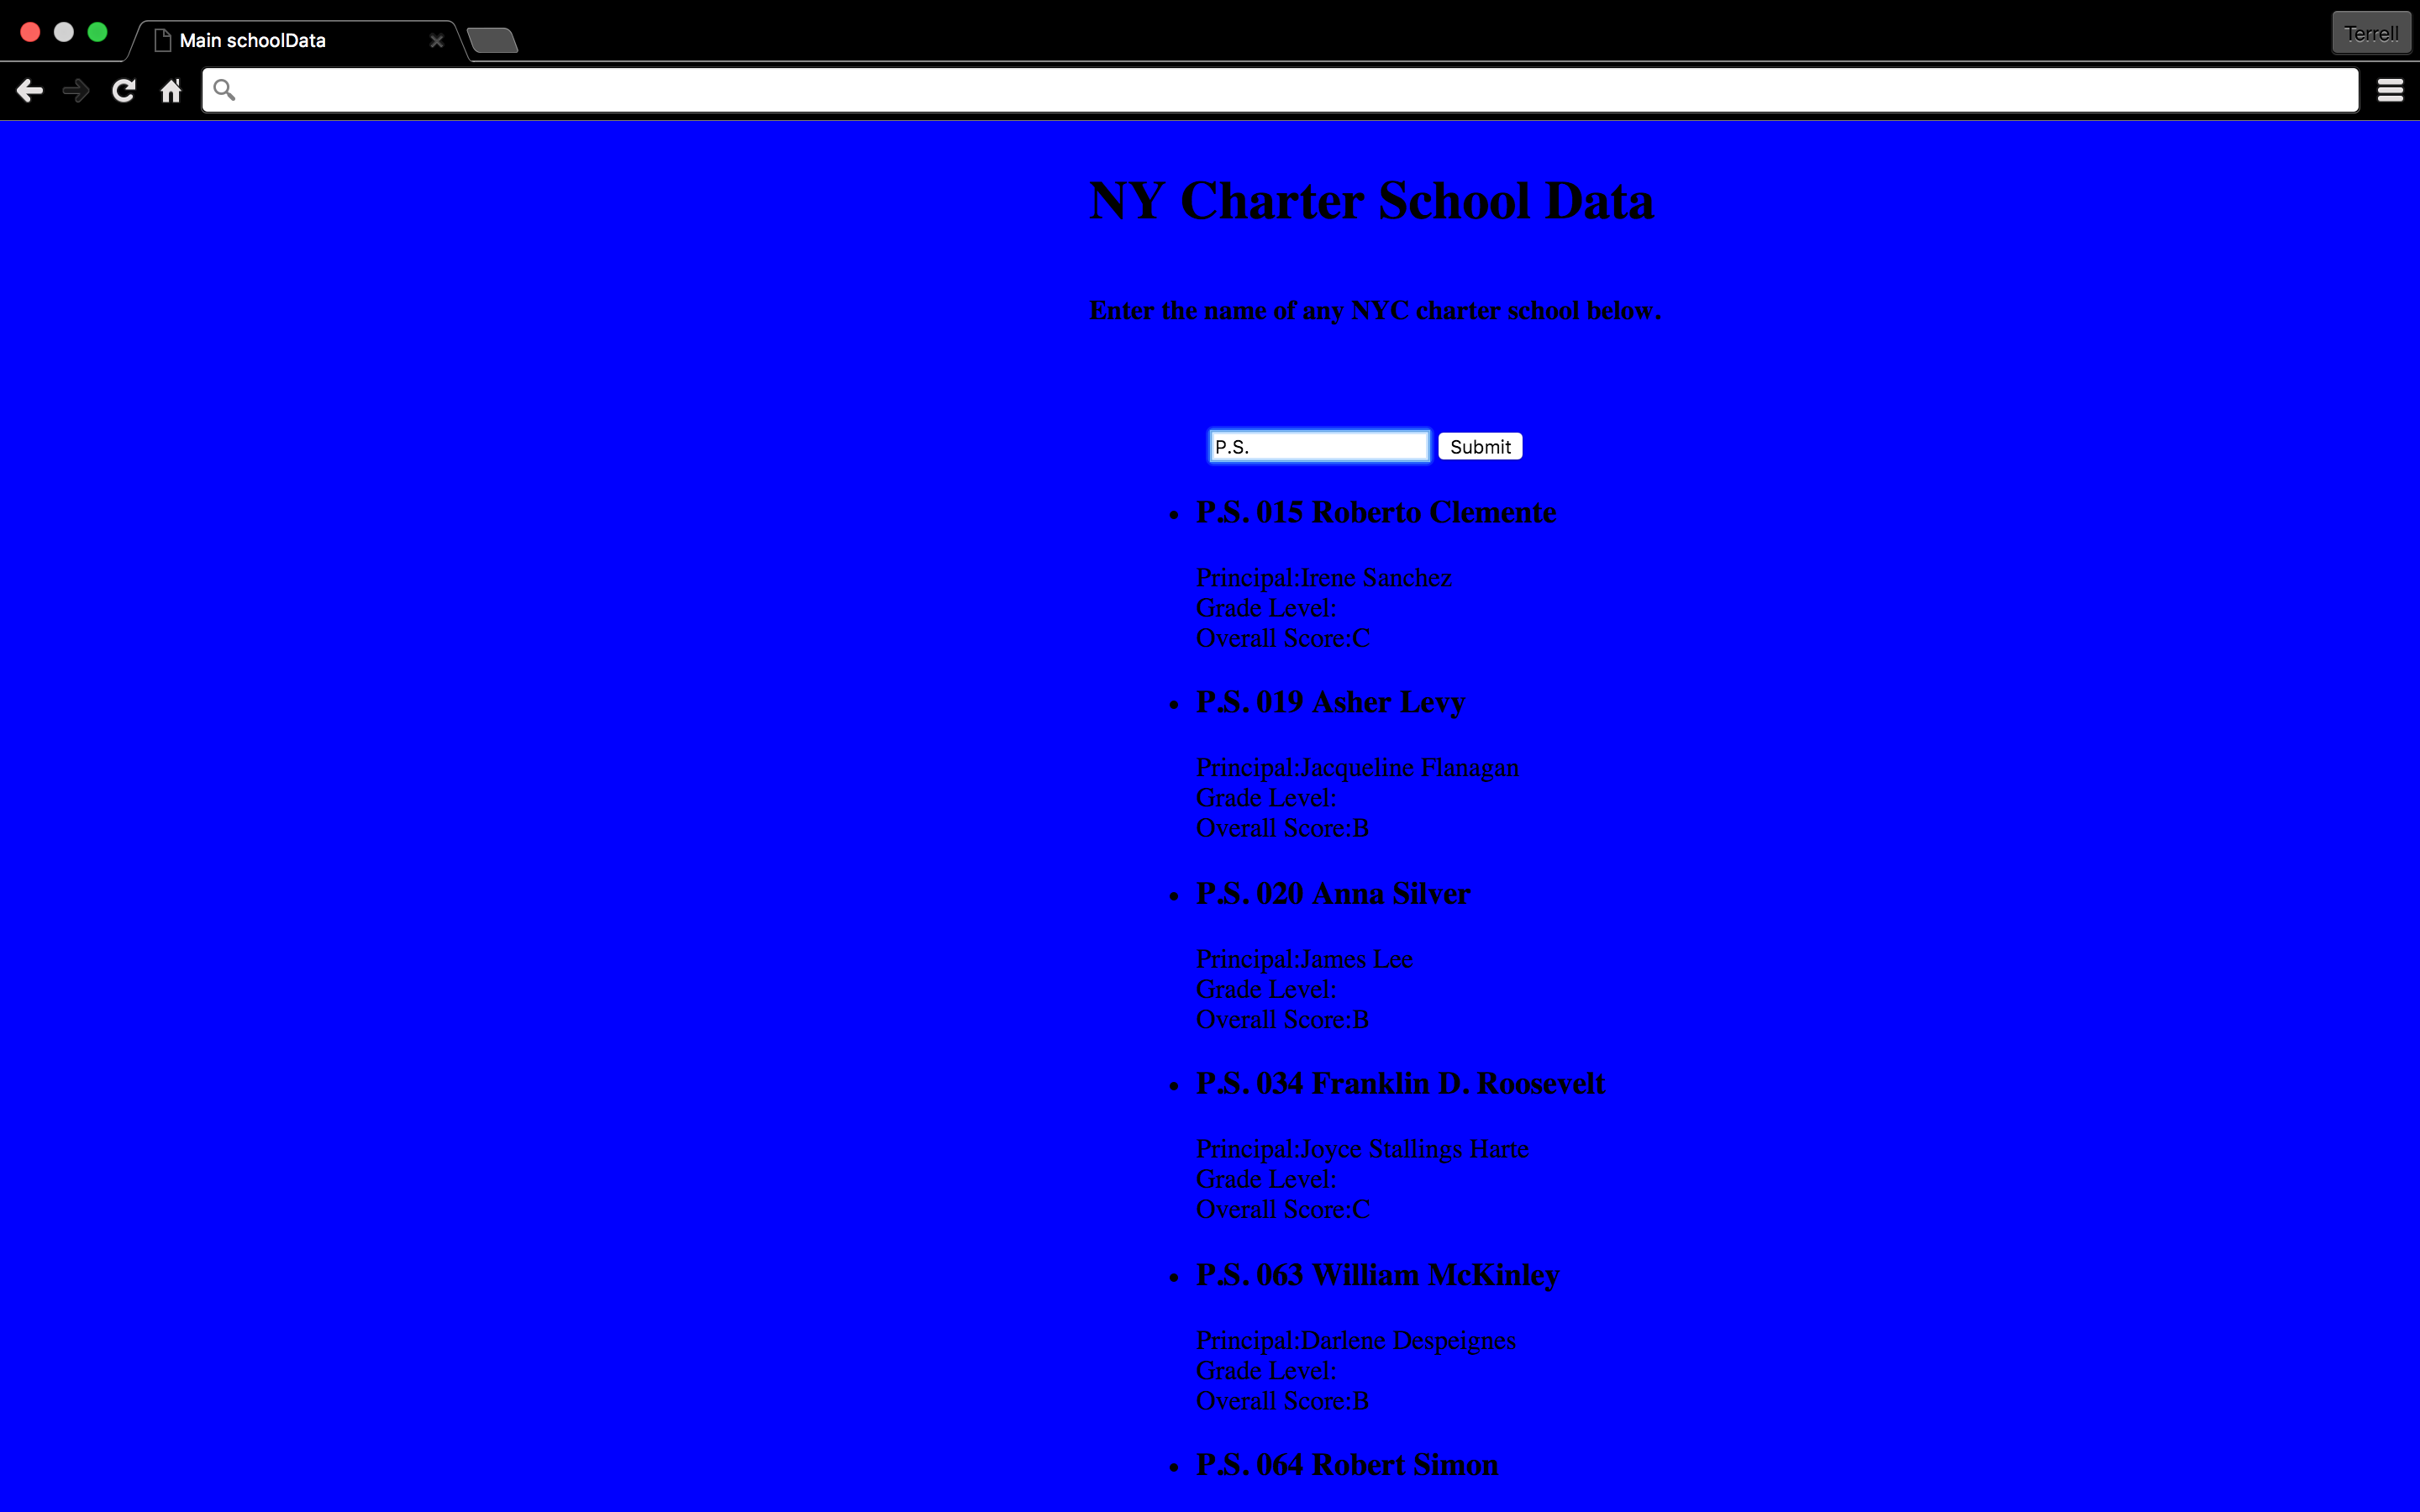 Main schoolData
Terrell
NY Charter School Data
Enter the name of any NYC charter school below.
P.S. Submit
P.S. 015 Roberto Clemente
Principal:Irene Sanchez
Grade Level:
Overall Score:C
P.S. 019 Asher Levy
Principal:Jacqueline Flanagan
Grade Level:
Overall Score:B
P.S. 020 Anna Silver
Principal:James Lee
Grade Level:
Overall Score:B
P.S. 034 Franklin D. Roosevelt
Principal:Joyce Stallings Harte
Grade Level:
Overall Score:C
P.S. 063 William McKinley
Principal:Darlene Despeignes
Grade Level:
Overall Score:B
P.S. 064 Robert Simon